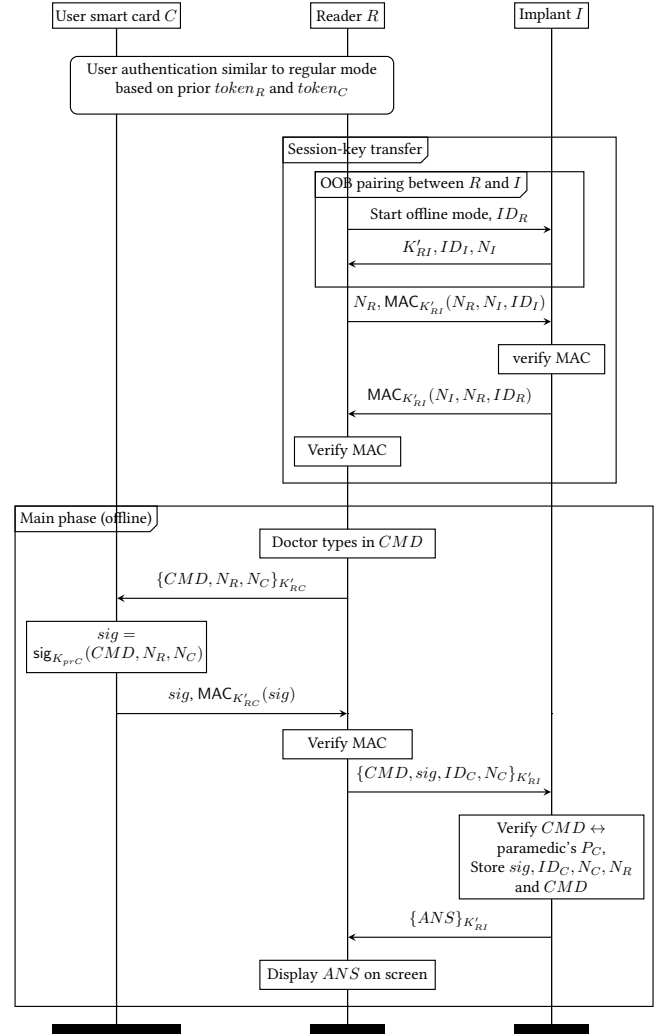 User smart card C
Reader R
Implant I
User authentication similar to regular mode
based on prior token_R and token_C
Session-key transfer
OOB pairing between R and I
Start offline mode, ID_R
K′_RI, ID_I, N_I
N_R, MAC_K′_RI(N_R, N_I, ID_I)
verify MAC
MAC_K′_RI(N_I, N_R, ID_R)
Verify MAC
Main phase (offline)
Doctor types in CMD
{CMD, N_R, N_C}_K′_RC
sig =
sig_K_prC(CMD, N_R, N_C)
sig, MAC_K′_RC(sig)
Verify MAC
{CMD, sig, ID_C, N_C}_K′_RI
Verify CMD ↔
paramedic's P_C,
Store sig, ID_C, N_C, N_R
and CMD
{ANS}_K′_RI
Display ANS on screen